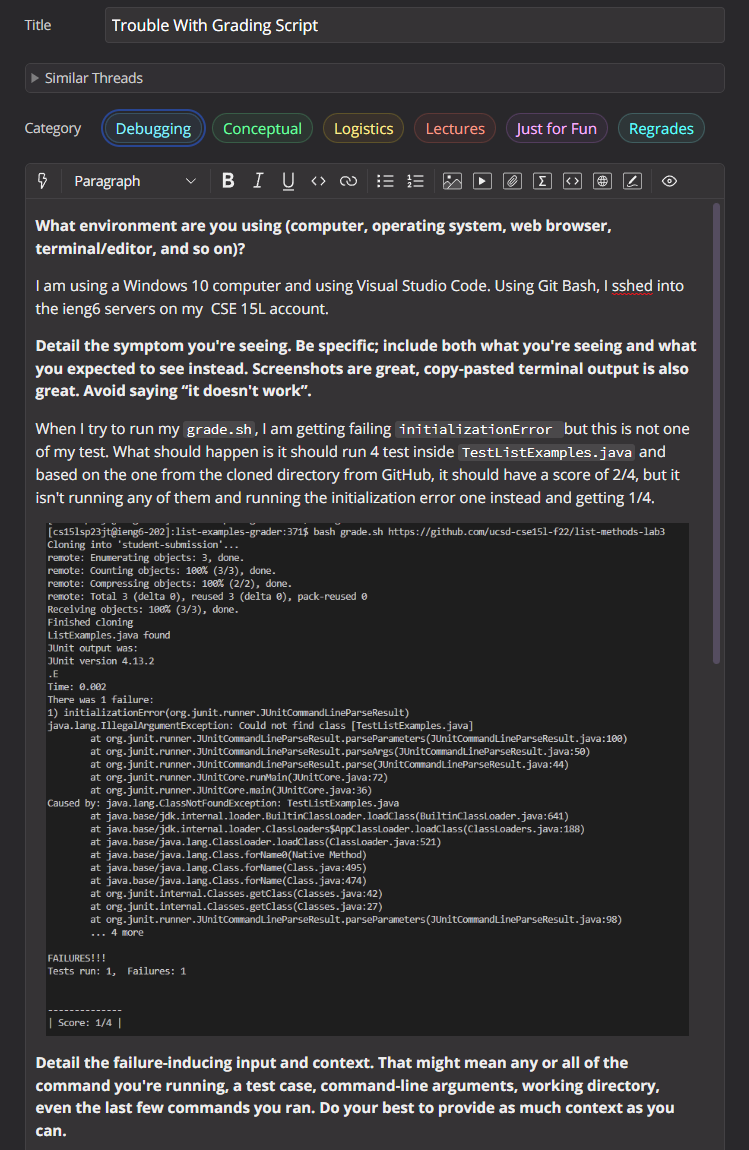 Title
Trouble With Grading Script
Similar Threads
Category
Debugging
Conceptual
Logistics
Lectures
Just for Fun
Regrades
Paragraph
B I U
What environment are you using (computer, operating system, web browser,
terminal/editor, and so on)?
I am using a Windows 10 computer and using Visual Studio Code. Using Git Bash, I sshed into
the ieng6 servers on my CSE 15L account.
Detail the symptom you're seeing. Be specific; include both what you're seeing and what
you expected to see instead. Screenshots are great, copy-pasted terminal output is also
great. Avoid saying “it doesn't work”.
When I try to run my grade.sh, I am getting failing initializationError but this is not one
of my test. What should happen is it should run 4 test inside TestListExamples.java and
based on the one from the cloned directory from GitHub, it should have a score of 2/4, but it
isn't running any of them and running the initialization error one instead and getting 1/4.
[cs15lsp23jt@ieng6-202]:list-examples-grader:371$ bash grade.sh https://github.com/ucsd-cse15l-f22/list-methods-lab3
Cloning into 'student-submission'...
remote: Enumerating objects: 3, done.
remote: Counting objects: 100% (3/3), done.
remote: Compressing objects: 100% (2/2), done.
remote: Total 3 (delta 0), reused 3 (delta 0), pack-reused 0
Receiving objects: 100% (3/3), done.
Finished cloning
ListExamples.java found
JUnit output was:
JUnit version 4.13.2
.E
Time: 0.002
There was 1 failure:
1) initializationError(org.junit.runner.JUnitCommandLineParseResult)
java.lang.IllegalArgumentException: Could not find class [TestListExamples.java]
at org.junit.runner.JUnitCommandLineParseResult.parseParameters(JUnitCommandLineParseResult.java:100)
at org.junit.runner.JUnitCommandLineParseResult.parseArgs(JUnitCommandLineParseResult.java:50)
at org.junit.runner.JUnitCommandLineParseResult.parse(JUnitCommandLineParseResult.java:44)
at org.junit.runner.JUnitCore.runMain(JUnitCore.java:72)
at org.junit.runner.JUnitCore.main(JUnitCore.java:36)
Caused by: java.lang.ClassNotFoundException: TestListExamples.java
at java.base/jdk.internal.loader.BuiltinClassLoader.loadClass(BuiltinClassLoader.java:641)
at java.base/jdk.internal.loader.ClassLoaders$AppClassLoader.loadClass(ClassLoaders.java:188)
at java.base/java.lang.ClassLoader.loadClass(ClassLoader.java:521)
at java.base/java.lang.Class.forName0(Native Method)
at java.base/java.lang.Class.forName(Class.java:495)
at java.base/java.lang.Class.forName(Class.java:474)
at org.junit.internal.Classes.getClass(Classes.java:42)
at org.junit.internal.Classes.getClass(Classes.java:27)
at org.junit.runner.JUnitCommandLineParseResult.parseParameters(JUnitCommandLineParseResult.java:98)
... 4 more
FAILURES!!!
Tests run: 1,  Failures: 1
--------------
| Score: 1/4 |
Detail the failure-inducing input and context. That might mean any or all of the
command you're running, a test case, command-line arguments, working directory,
even the last few commands you ran. Do your best to provide as much context as you
can.